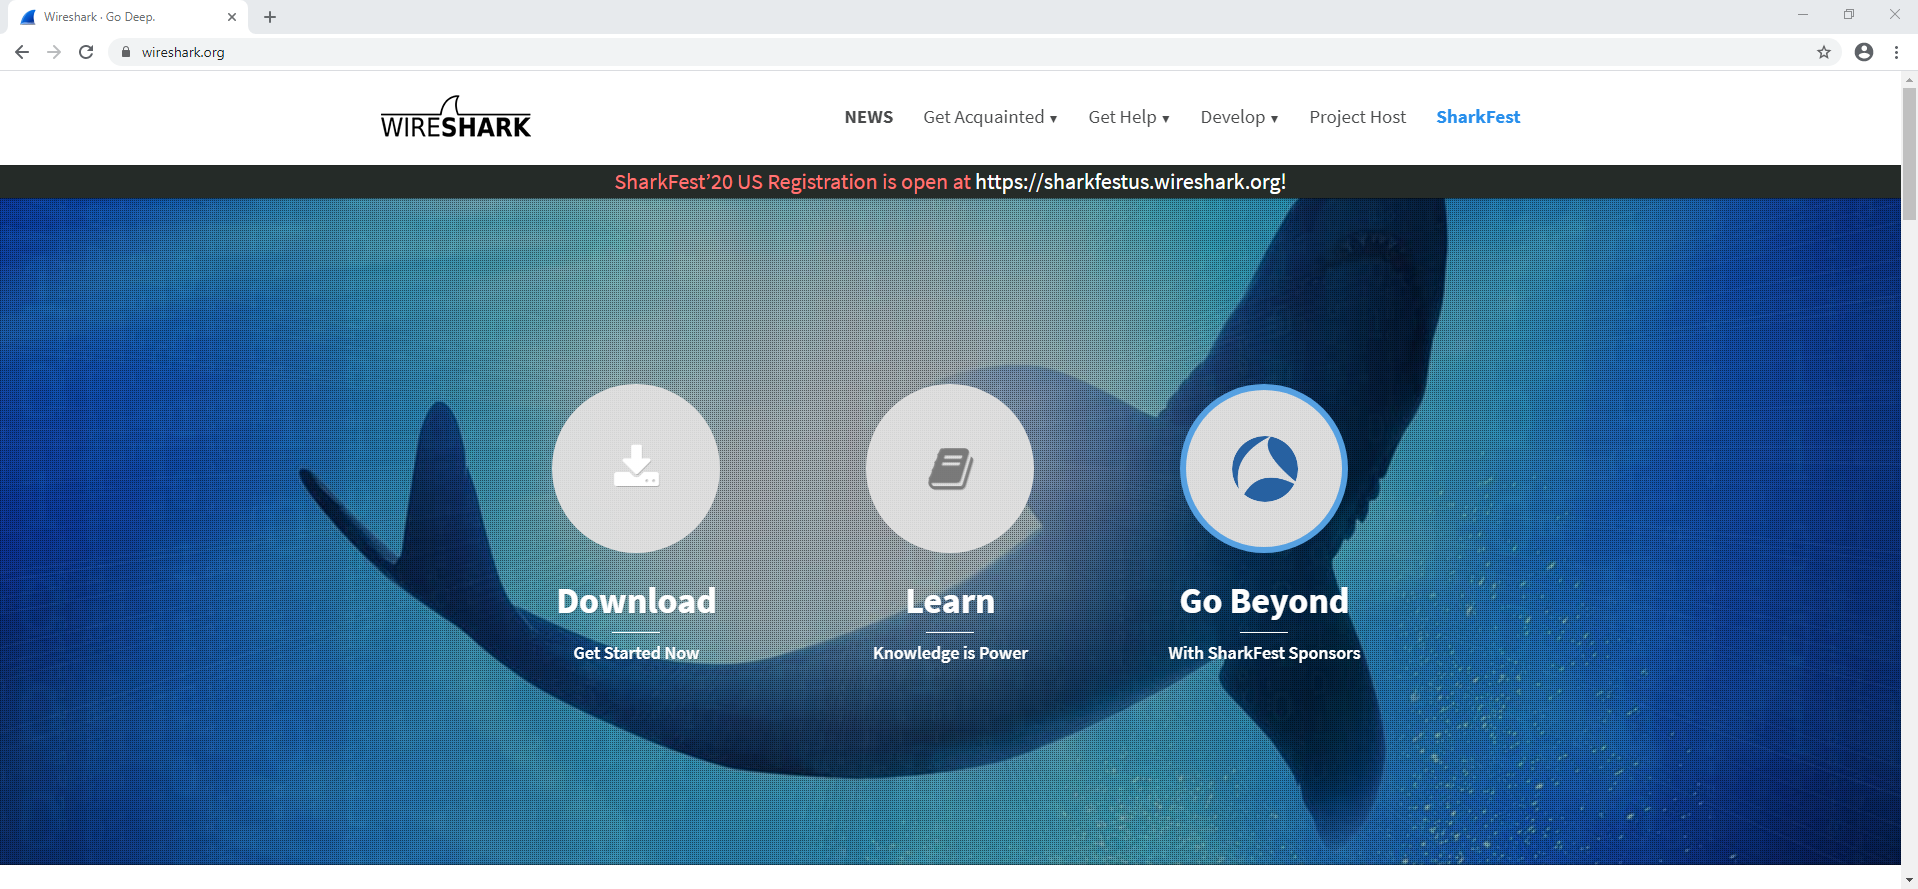 Wireshark · Go Deep.
wireshark.org
WIRESHARK
NEWS Get Acquainted ▾ Get Help ▾ Develop ▾ Project Host SharkFest
SharkFest’20 US Registration is open at https://sharkfestus.wireshark.org!
Download Learn Go Beyond
Get Started Now Knowledge is Power With SharkFest Sponsors